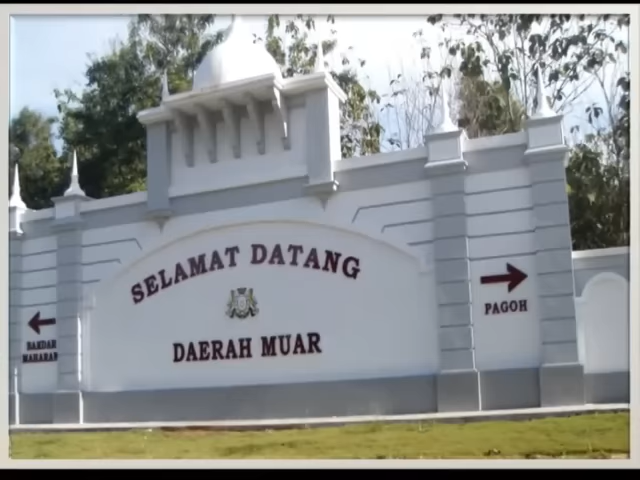 SELAMAT DATANG
DAERAH MUAR
BANDAR
MAHARANI
PAGOH